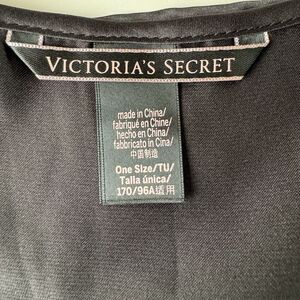 VICTORIA'S SECRET
made in China/
fabriqué en Chine/
hecho en China/
fabbricato in Cina/
中国制造
One Size/TU/
Talla única/
170/96A适用